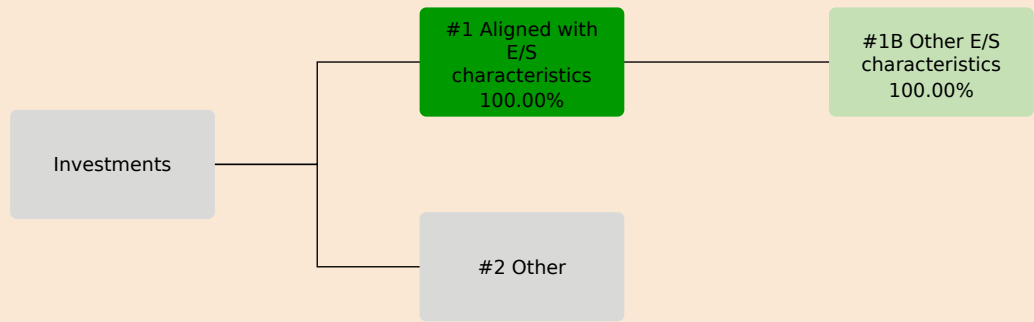 #1 Aligned with
E/S
characteristics
100.00%
#1B Other E/S
characteristics
100.00%
Investments
#2 Other